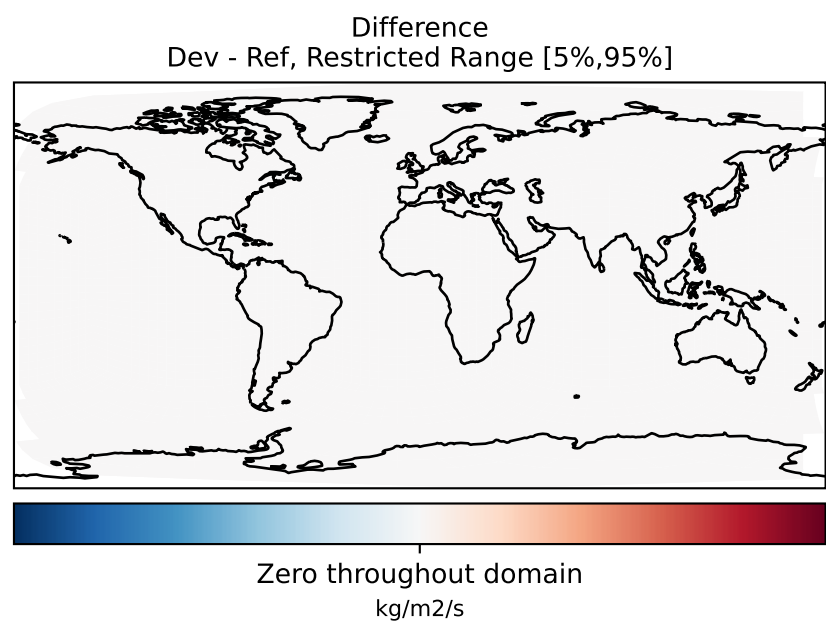 Difference
Dev - Ref, Restricted Range [5%,95%]
Zero throughout domain
kg/m2/s